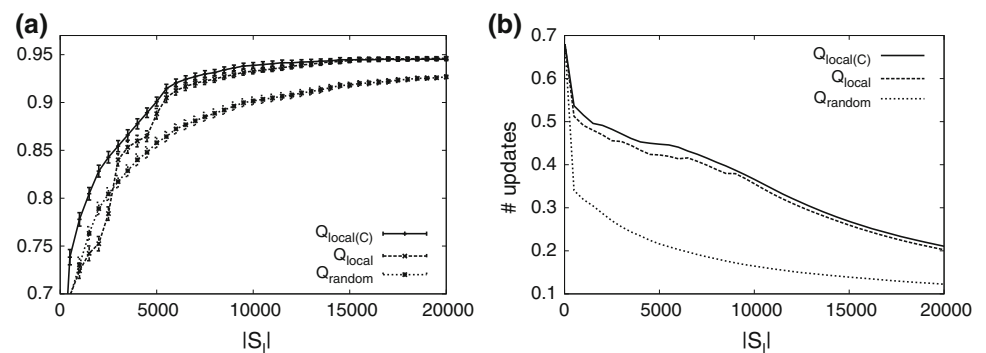 (a)
0.95
0.9
0.85
0.8
0.75
0.7
0 5000 10000 15000 20000
|S_l|
Q_local(C)
Q_local
Q_random
(b)
0.7
0.6
0.5
0.4
0.3
0.2
0.1
# updates
0 5000 10000 15000 20000
|S_l|
Q_local(C)
Q_local
Q_random